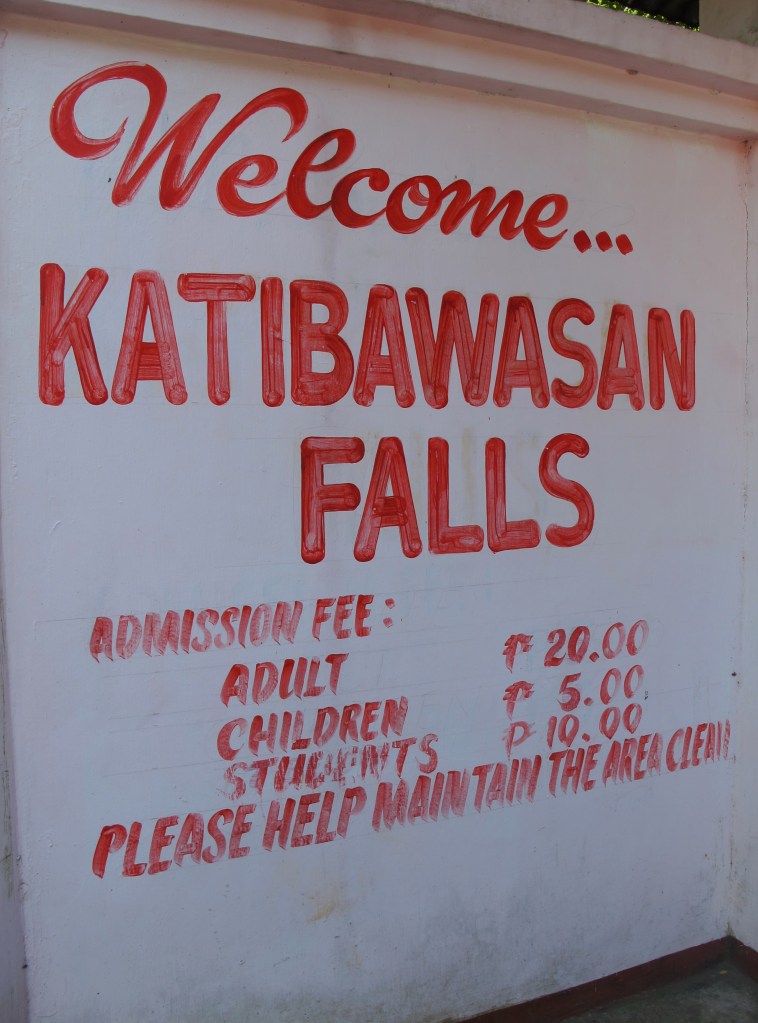 Welcome...
KATIBAWASAN
FALLS
ADMISSION FEE:
ADULT ₱ 20.00
CHILDREN ₱ 5.00
STUDENTS ₱ 10.00
PLEASE HELP MAINTAIN THE AREA CLEAN